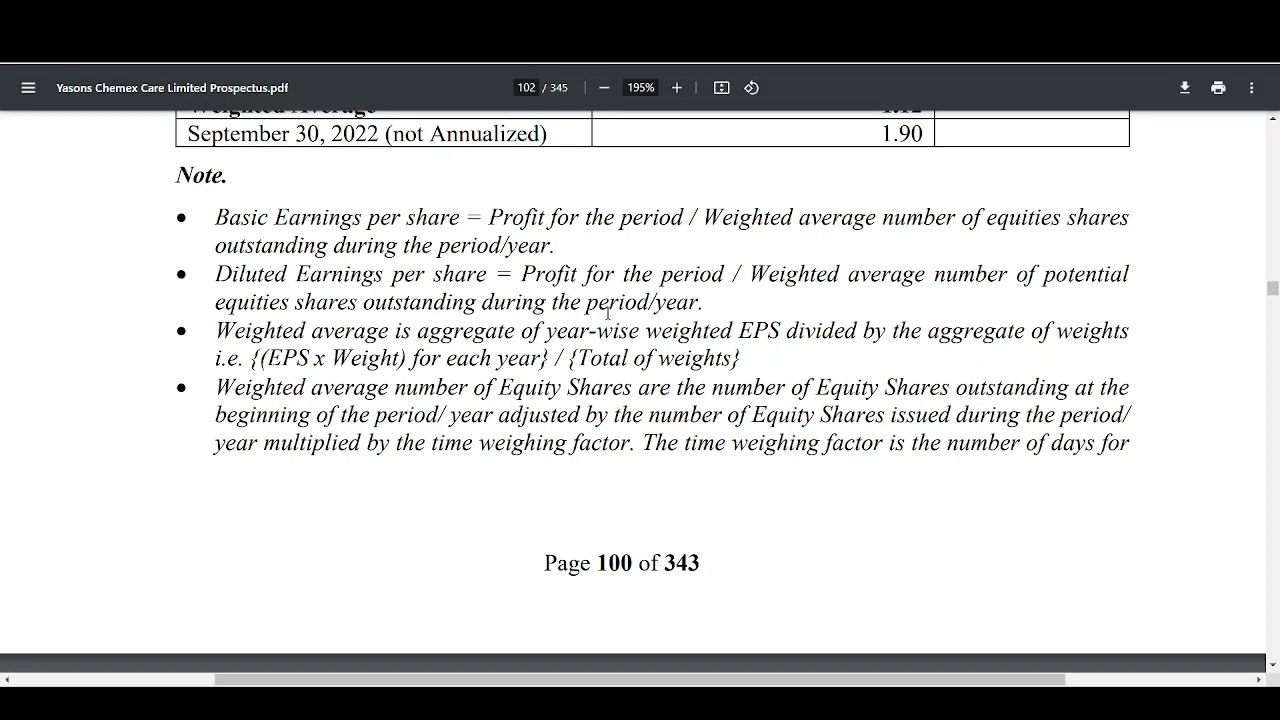 Yasons Chemex Care Limited Prospectus.pdf
102 / 345
195%
Weighted Average
September 30, 2022 (not Annualized) 1.90
Note.
• Basic Earnings per share = Profit for the period / Weighted average number of equities shares
outstanding during the period/year.
• Diluted Earnings per share = Profit for the period / Weighted average number of potential
equities shares outstanding during the period/year.
• Weighted average is aggregate of year-wise weighted EPS divided by the aggregate of weights
i.e. {(EPS x Weight) for each year} / {Total of weights}
• Weighted average number of Equity Shares are the number of Equity Shares outstanding at the
beginning of the period/ year adjusted by the number of Equity Shares issued during the period/
year multiplied by the time weighing factor. The time weighing factor is the number of days for
Page 100 of 343